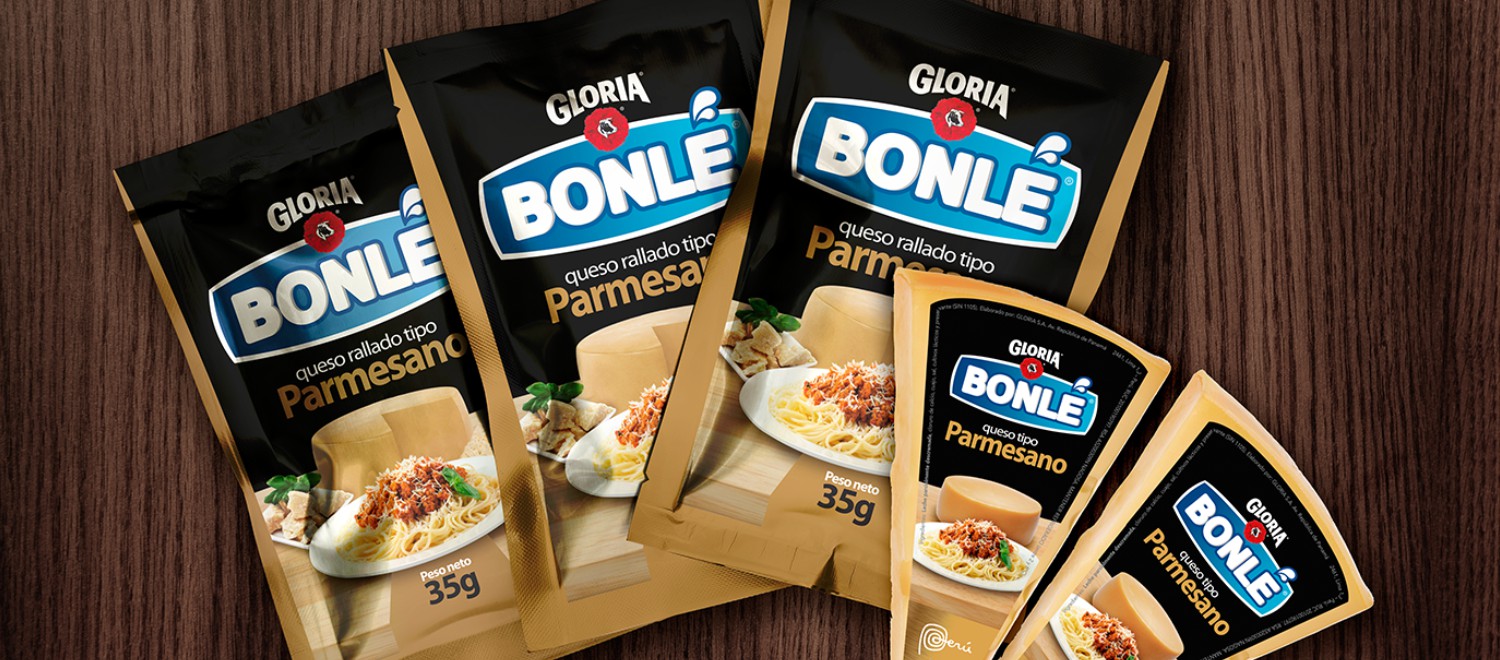 GLORIA
BONLÉ
queso rallado tipo
Parmesano
Peso neto
35g
GLORIA
BONLÉ
queso rallado tipo
Parmesa
GLORIA
BONLÉ
queso rallado tipo
Parmesano
Peso neto
35g
GLORIA
BONLÉ
queso tipo
Parmesano
Perú
GLORIA
BONLÉ
queso tipo
Parmesano